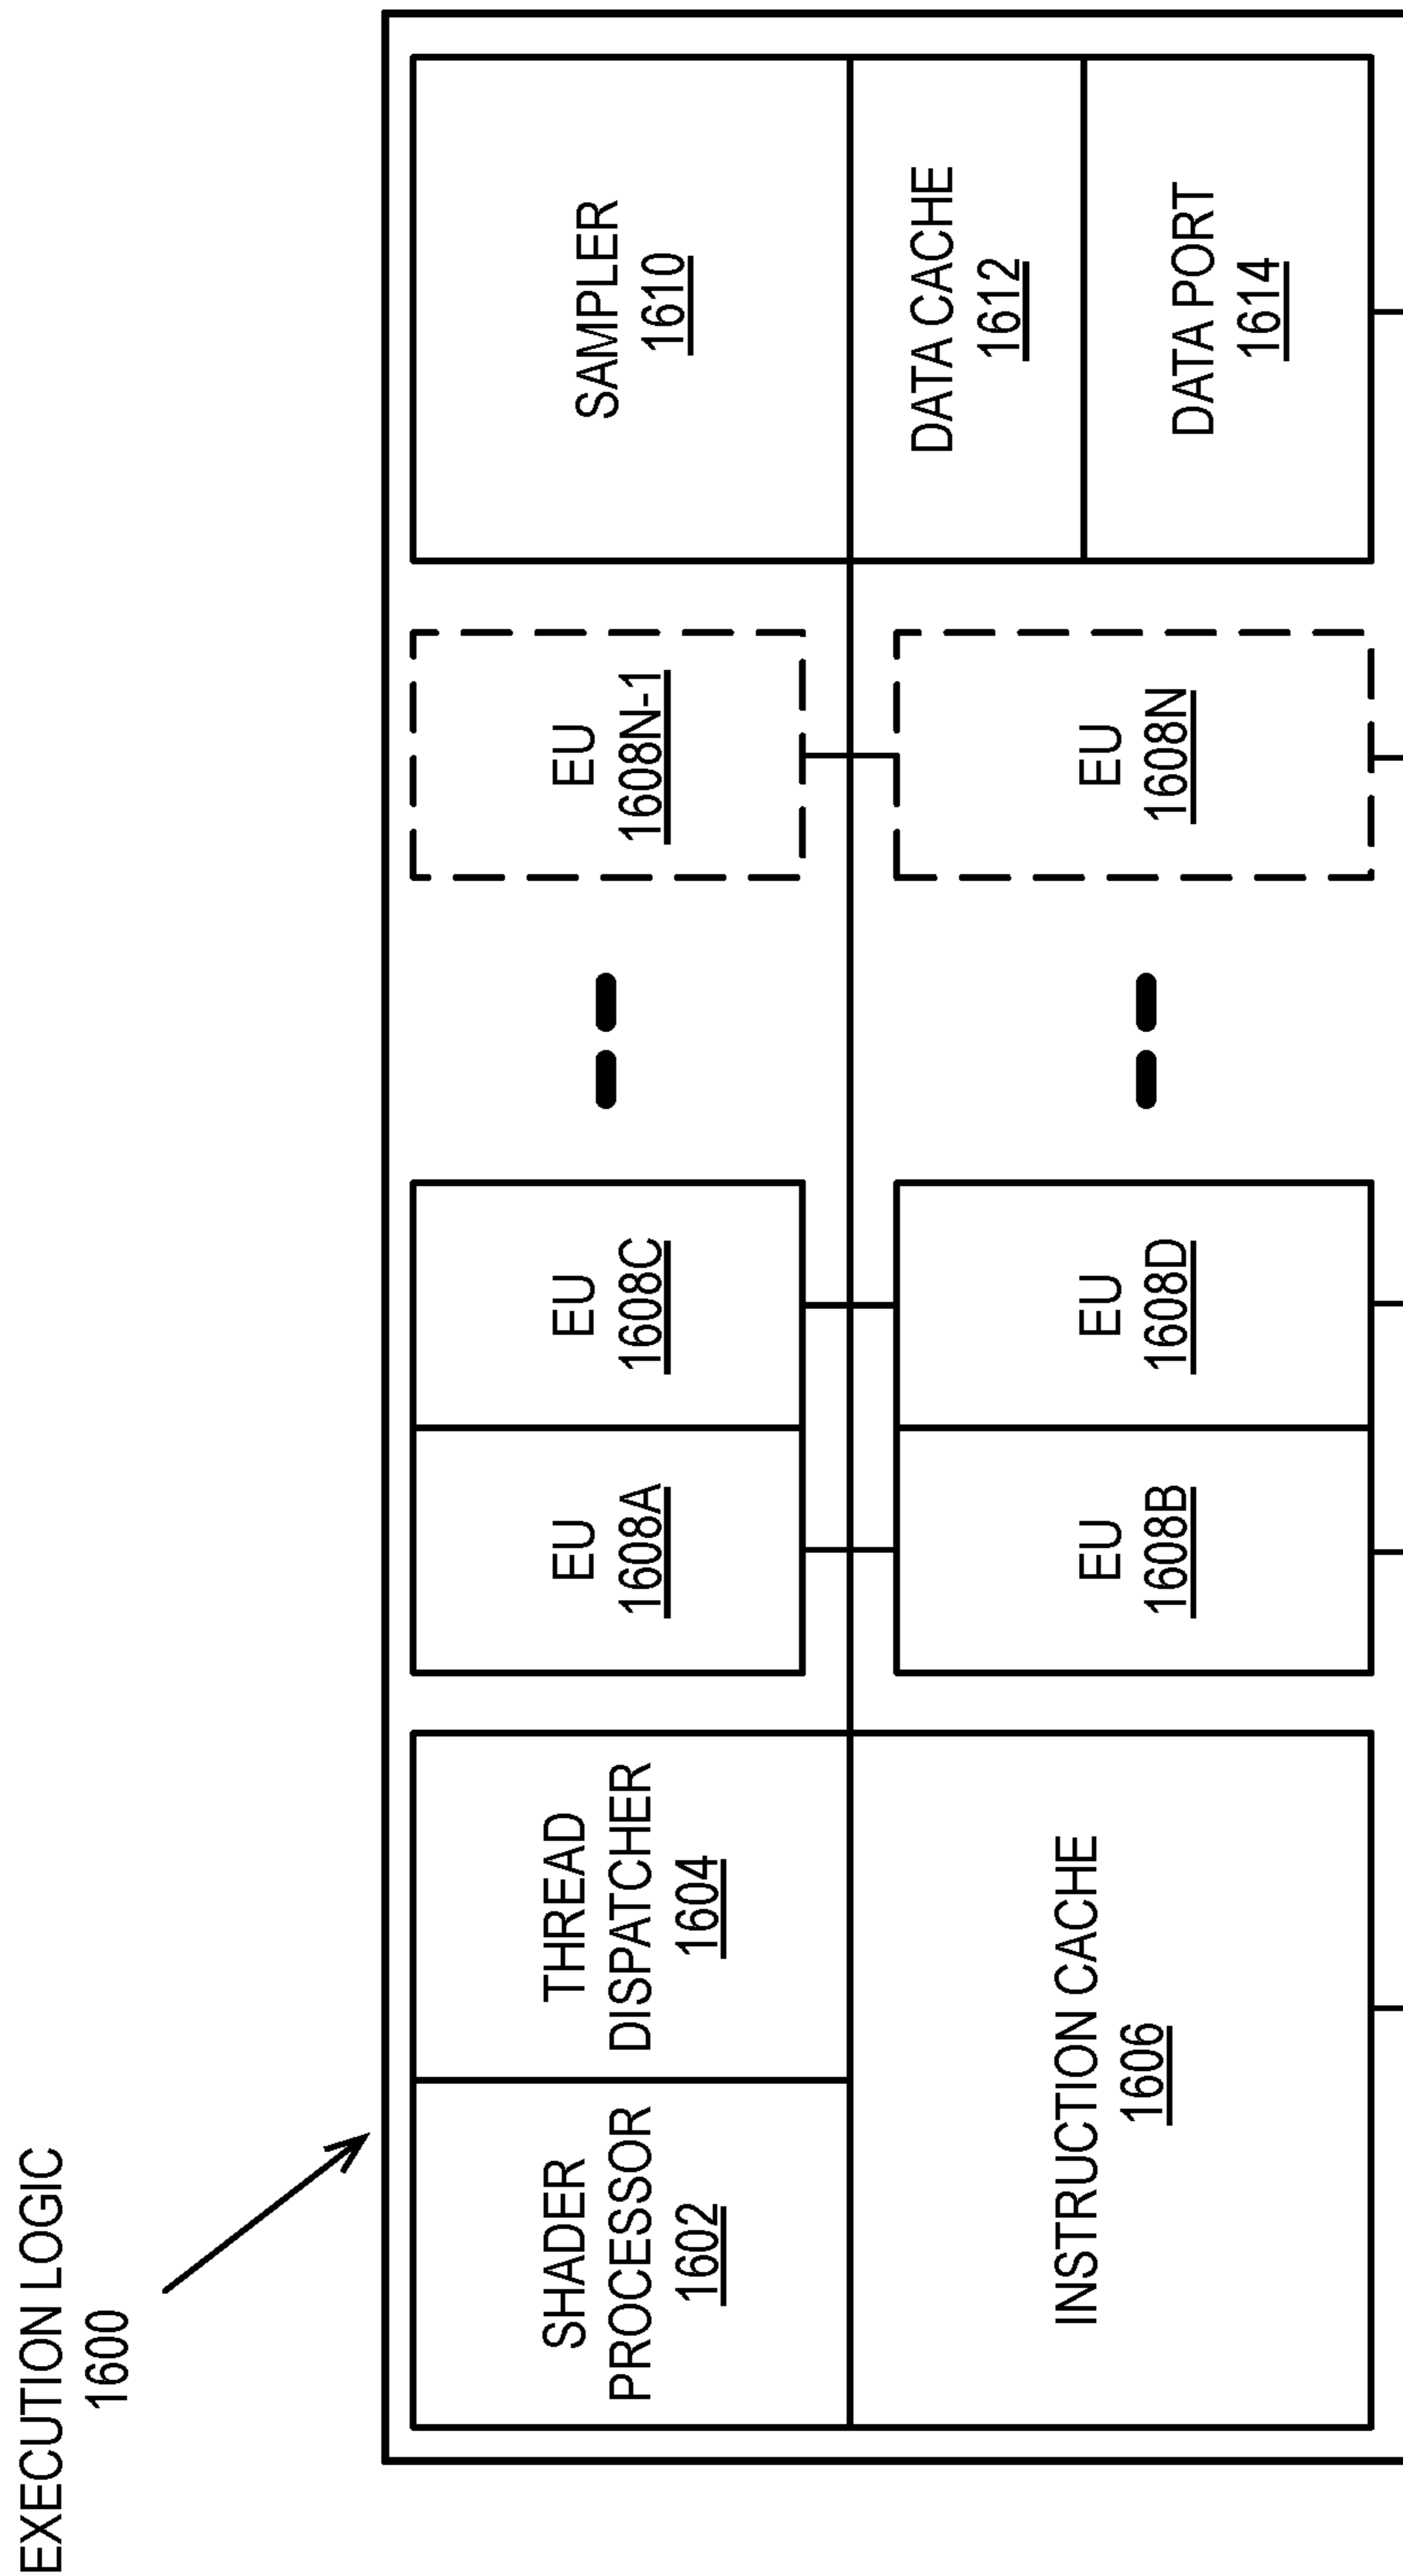 EXECUTION LOGIC
1600
SHADER
PROCESSOR
1602
THREAD
DISPATCHER
1604
EU
1608A
EU
1608C
EU
1608N-1
SAMPLER
1610
INSTRUCTION CACHE
1606
EU
1608B
EU
1608D
EU
1608N
DATA CACHE
1612
DATA PORT
1614